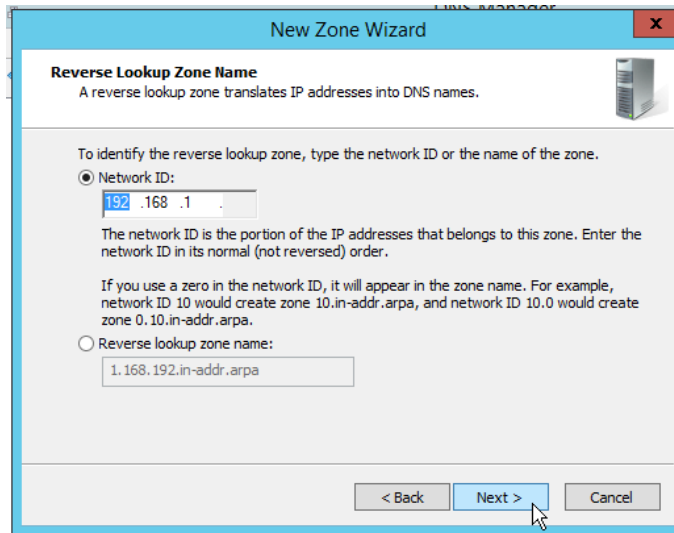 DNS Manager
New Zone Wizard
x
Reverse Lookup Zone Name
A reverse lookup zone translates IP addresses into DNS names.
To identify the reverse lookup zone, type the network ID or the name of the zone.
Network ID:
192 .168 .1 .
The network ID is the portion of the IP addresses that belongs to this zone. Enter the
network ID in its normal (not reversed) order.
If you use a zero in the network ID, it will appear in the zone name. For example,
network ID 10 would create zone 10.in-addr.arpa, and network ID 10.0 would create
zone 0.10.in-addr.arpa.
Reverse lookup zone name:
1.168.192.in-addr.arpa
< Back Next > Cancel